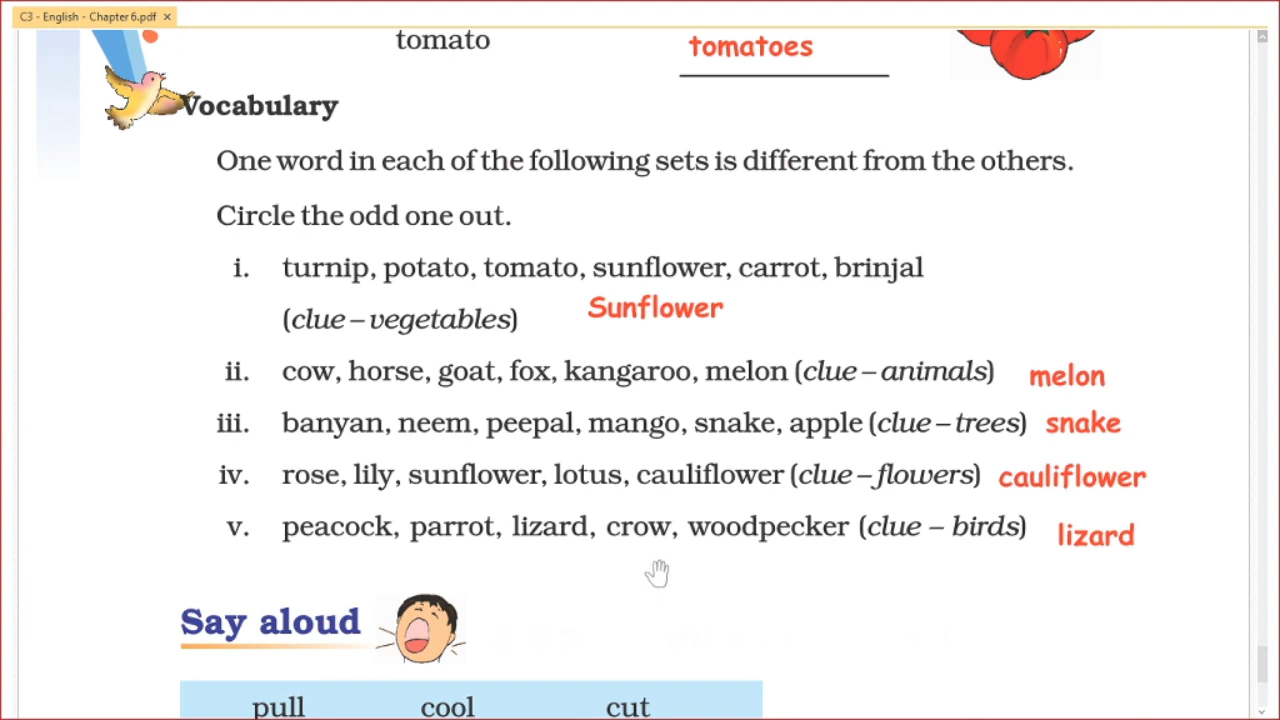 C3 - English - Chapter 6.pdf ×
tomato tomatoes
Vocabulary
One word in each of the following sets is different from the others.
Circle the odd one out.
i. turnip, potato, tomato, sunflower, carrot, brinjal
(clue – vegetables) Sunflower
ii. cow, horse, goat, fox, kangaroo, melon (clue – animals) melon
iii. banyan, neem, peepal, mango, snake, apple (clue – trees) snake
iv. rose, lily, sunflower, lotus, cauliflower (clue – flowers) cauliflower
v. peacock, parrot, lizard, crow, woodpecker (clue – birds) lizard
Say aloud
pull cool cut